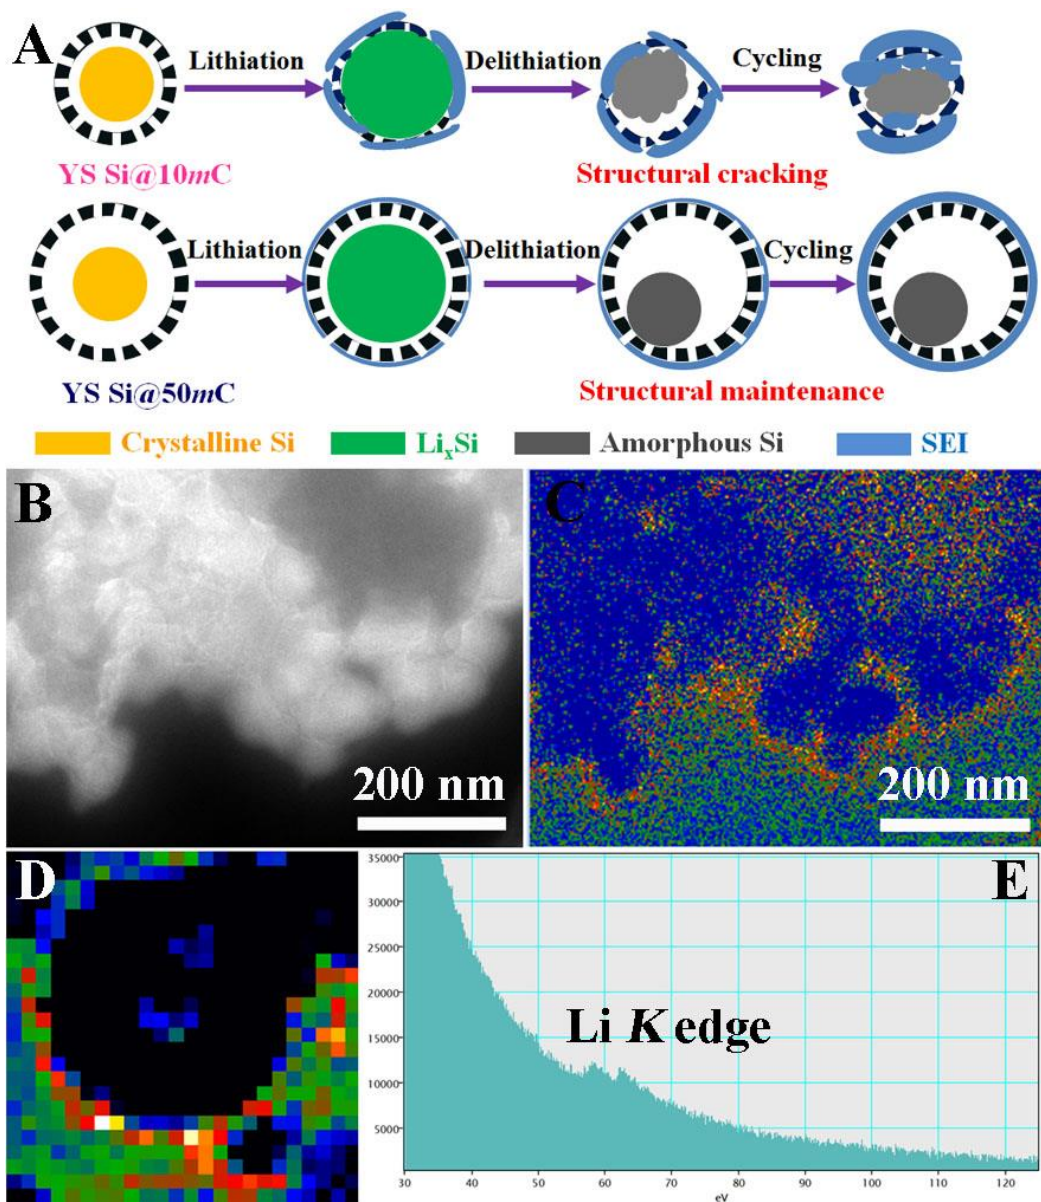 A
Lithiation Delithiation Cycling
YS Si@10mC
Structural cracking
Lithiation Delithiation Cycling
YS Si@50mC
Structural maintenance
Crystalline Si LiₓSi Amorphous Si SEI
B
200 nm
C
200 nm
D
E
35000
30000
25000
20000
15000
10000
5000
Li K edge
30 40 50 60 70 80 90 100 110 120
eV